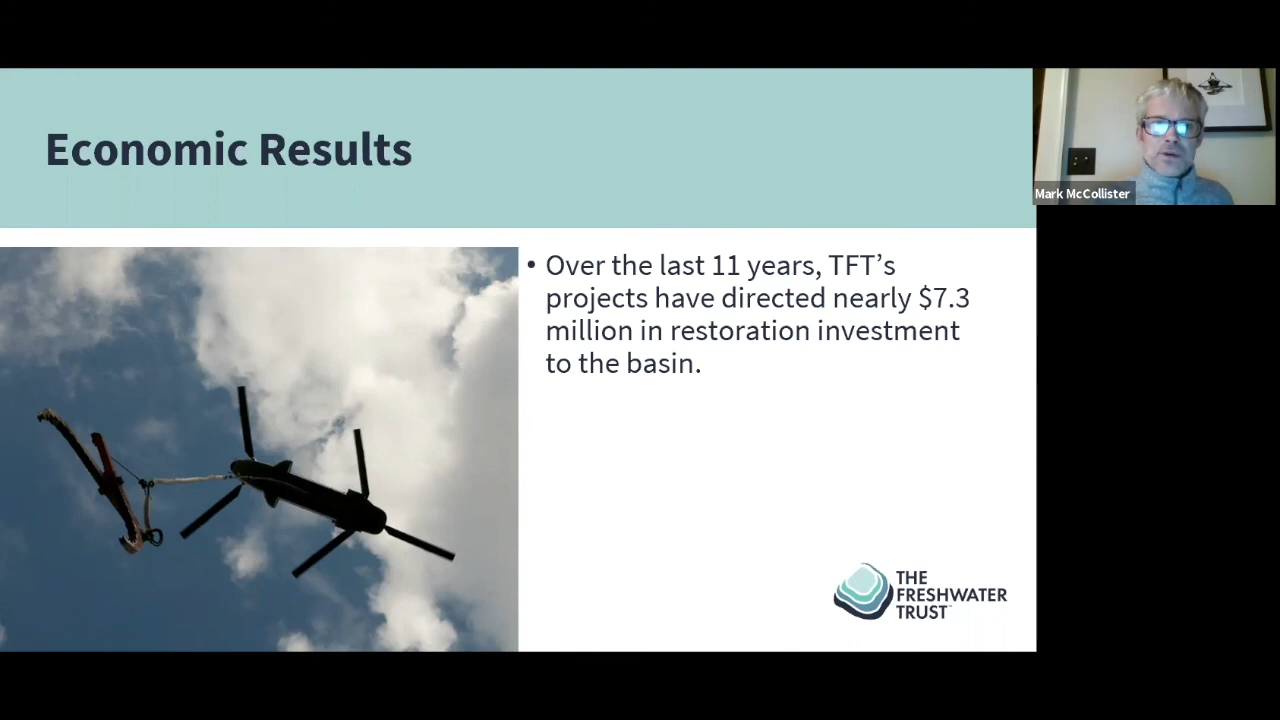 Economic Results
Mark McCollister
• Over the last 11 years, TFT’s
projects have directed nearly $7.3
million in restoration investment
to the basin.
THE
FRESHWATER
TRUST™